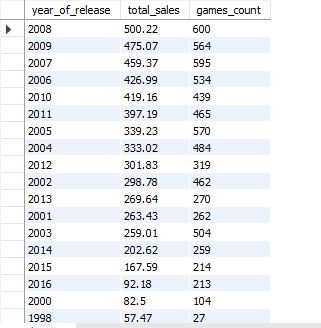 year_of_release total_sales games_count
2008 500.22 600
2009 475.07 564
2007 459.37 595
2006 426.99 534
2010 419.16 439
2011 397.19 465
2005 339.23 570
2004 333.02 484
2012 301.83 319
2002 298.78 462
2013 269.64 270
2001 263.43 262
2003 259.01 504
2014 202.62 259
2015 167.59 214
2016 92.18 213
2000 82.5 104
1998 57.47 27